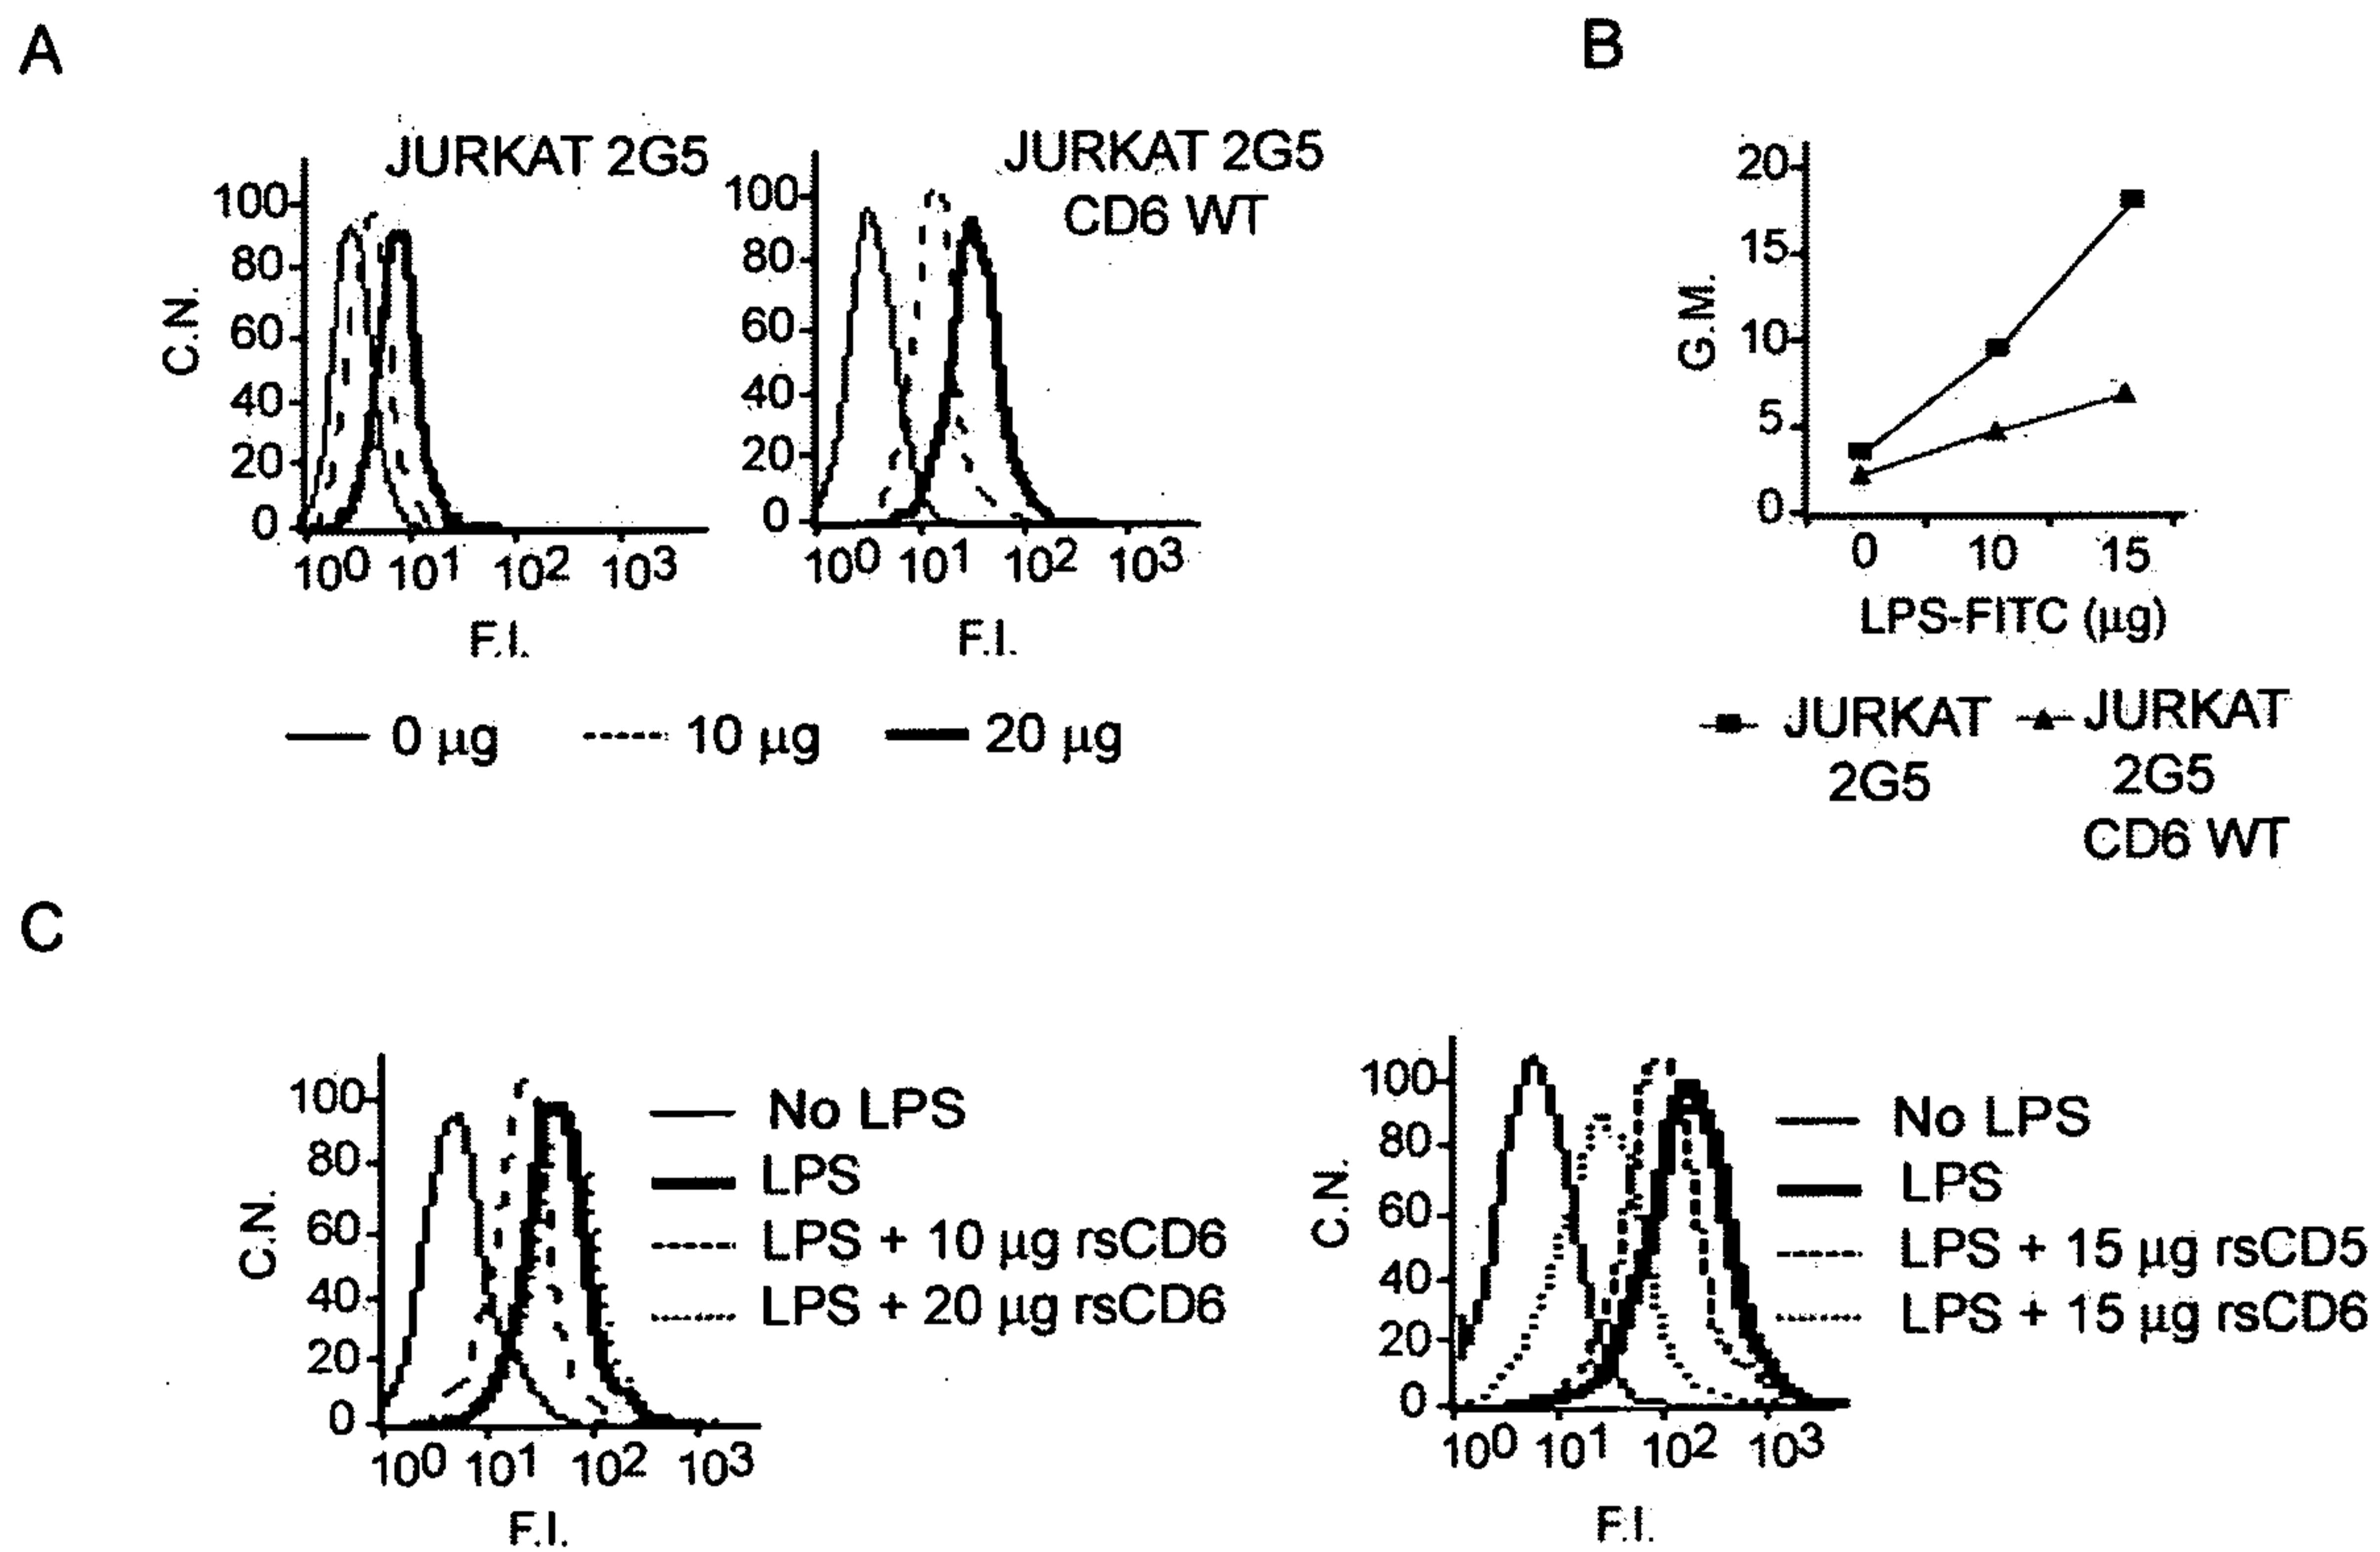 A
B
JURKAT 2G5
JURKAT 2G5
CD6 WT
C.N.
100
80
60
40
20
0
10⁰ 10¹ 10² 10³
F.I.
100
80
60
40
20
0
10⁰ 10¹ 10² 10³
F.I.
0 µg
10 µg
20 µg
G.M.
20
15
10
5
0
0 10 15
LPS-FITC (µg)
JURKAT
2G5
JURKAT
2G5
CD6 WT
C
C.N.
100
80
60
40
20
0
10⁰ 10¹ 10² 10³
F.I.
No LPS
LPS
LPS + 10 µg rsCD6
LPS + 20 µg rsCD6
C.N.
100
80
60
40
20
0
10⁰ 10¹ 10² 10³
F.I.
No LPS
LPS
LPS + 15 µg rsCD5
LPS + 15 µg rsCD6